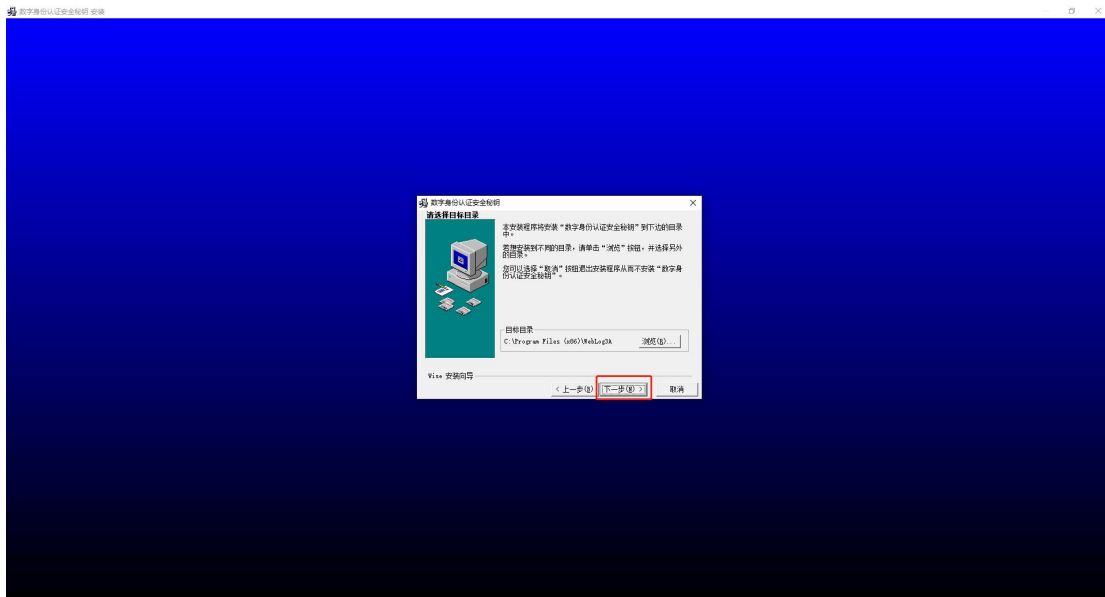 数字身份认证安全秘钥 安装
数字身份认证安全秘钥
请选择目标目录
本安装程序将安装“数字身份认证安全秘钥”到下边的目录
中。
若想安装到不同的目录，请单击“浏览”按钮，并选择另外
的目录。
您可以选择“取消”按钮退出安装程序从而不安装“数字身
份认证安全秘钥”。
目标目录
C:\Program Files (x86)\WebLog3A
浏览(R)...
Wise 安装向导
< 上一步(B)
下一步(N) >
取消